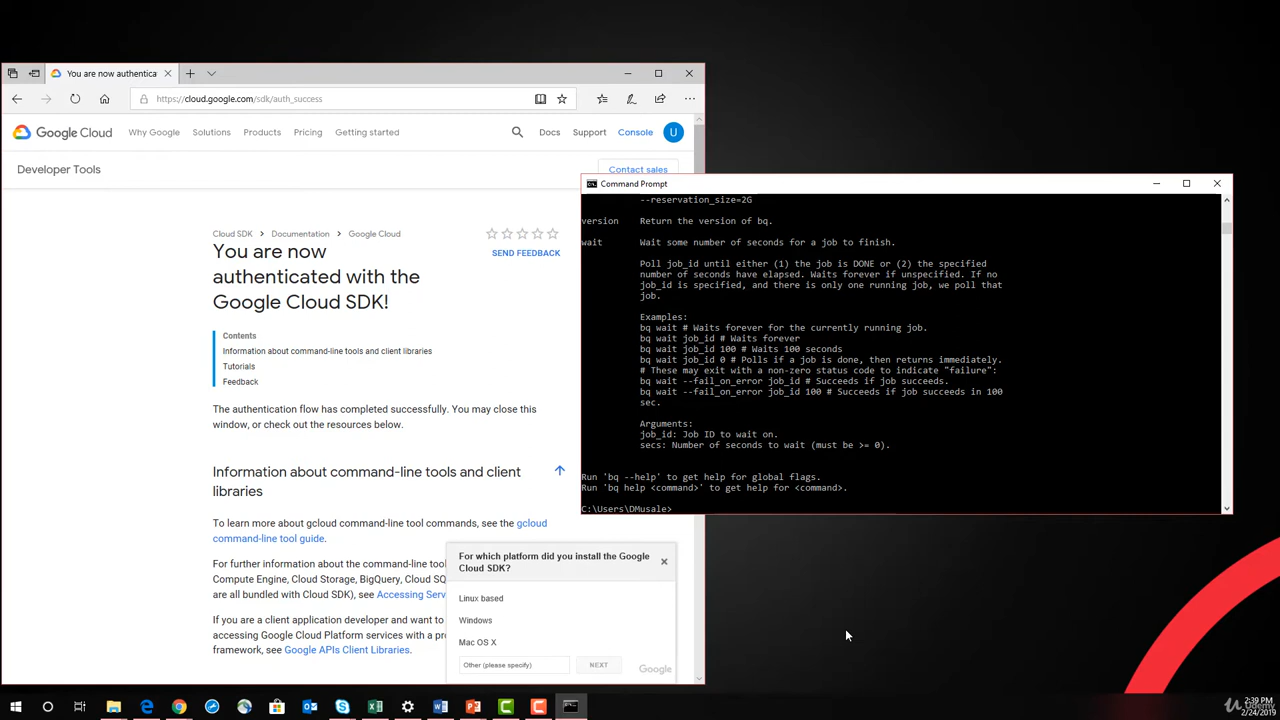 You are now authentica
https://cloud.google.com/sdk/auth_success
Google Cloud
Why Google
Solutions
Products
Pricing
Getting started
Docs
Support
Console
U
Developer Tools
Contact sales
Cloud SDK
Documentation
Google Cloud
SEND FEEDBACK
You are now
authenticated with the
Google Cloud SDK!
Contents
Information about command-line tools and client libraries
Tutorials
Feedback
The authentication flow has completed successfully. You may close this
window, or check out the resources below.
Information about command-line tools and client
libraries
To learn more about gcloud command-line tool commands, see the gcloud
command-line tool guide.
For further information about the command-line tool
Compute Engine, Cloud Storage, BigQuery, Cloud SQ
are all bundled with Cloud SDK), see Accessing Serv
If you are a client application developer and want to
accessing Google Cloud Platform services with a pro
framework, see Google APIs Client Libraries.
For which platform did you install the Google
Cloud SDK?
Linux based
Windows
Mac OS X
Other (please specify)
NEXT
Google
Command Prompt
--reservation_size=2G
version Return the version of bq.
wait Wait some number of seconds for a job to finish.
Poll job_id until either (1) the job is DONE or (2) the specified
number of seconds have elapsed. Waits forever if unspecified. If no
job_id is specified, and there is only one running job, we poll that
job.
Examples:
bq wait # Waits forever for the currently running job.
bq wait job_id # Waits forever
bq wait job_id 100 # Waits 100 seconds
bq wait job_id 0 # Polls if a job is done, then returns immediately.
# These may exit with a non-zero status code to indicate "failure":
bq wait --fail_on_error job_id # Succeeds if job succeeds.
bq wait --fail_on_error job_id 100 # Succeeds if job succeeds in 100
sec.
Arguments:
job_id: Job ID to wait on.
secs: Number of seconds to wait (must be >= 0).
Run 'bq --help' to get help for global flags.
Run 'bq help <command>' to get help for <command>.
C:\Users\DMusale>
2:39 PM
2/24/2019
Udemy